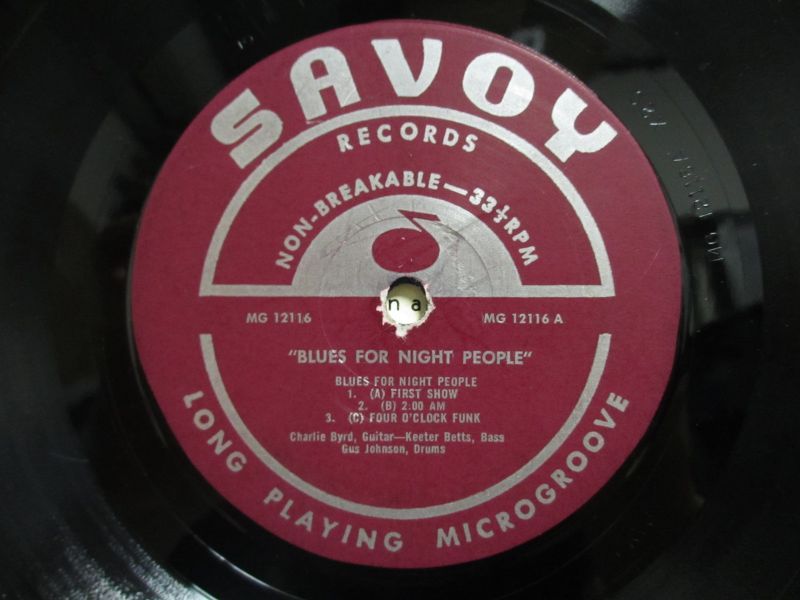 SAVOY
RECORDS
NON-BREAKABLE—33⅓RPM
n a
MG 12116
MG 12116 A
"BLUES FOR NIGHT PEOPLE"
BLUES FOR NIGHT PEOPLE
1. (A) FIRST SHOW
2. (B) 2:00 AM
3. (C) FOUR O'CLOCK FUNK
Charlie Byrd, Guitar—Keeter Betts, Bass
Gus Johnson, Drums
LONG PLAYING MICROGROOVE